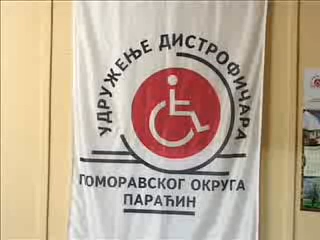 УДРУЖЕЊЕ ДИСТРОФИЧАРА
ПОМОРАВСКОГ ОКРУГА
ПАРАЋИН